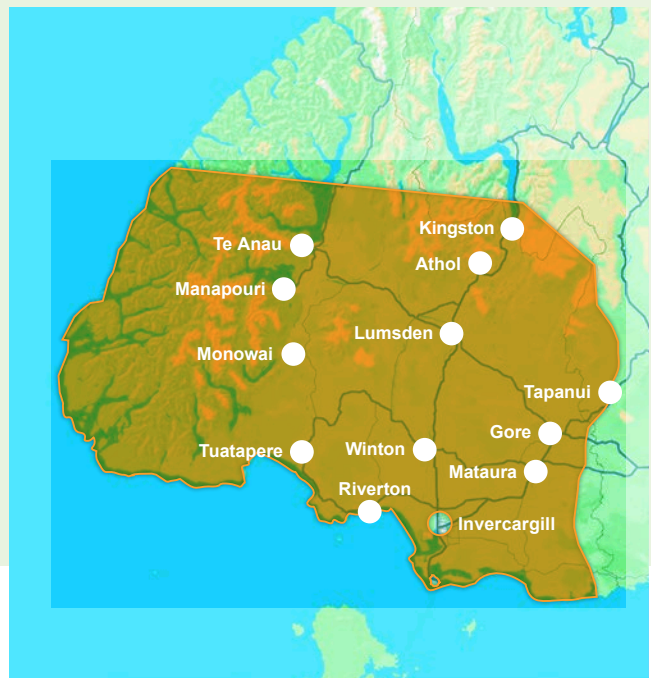 Kingston
Te Anau
Athol
Manapouri
Lumsden
Monowai
Tapanui
Gore
Winton
Tuatapere
Mataura
Riverton
Invercargill